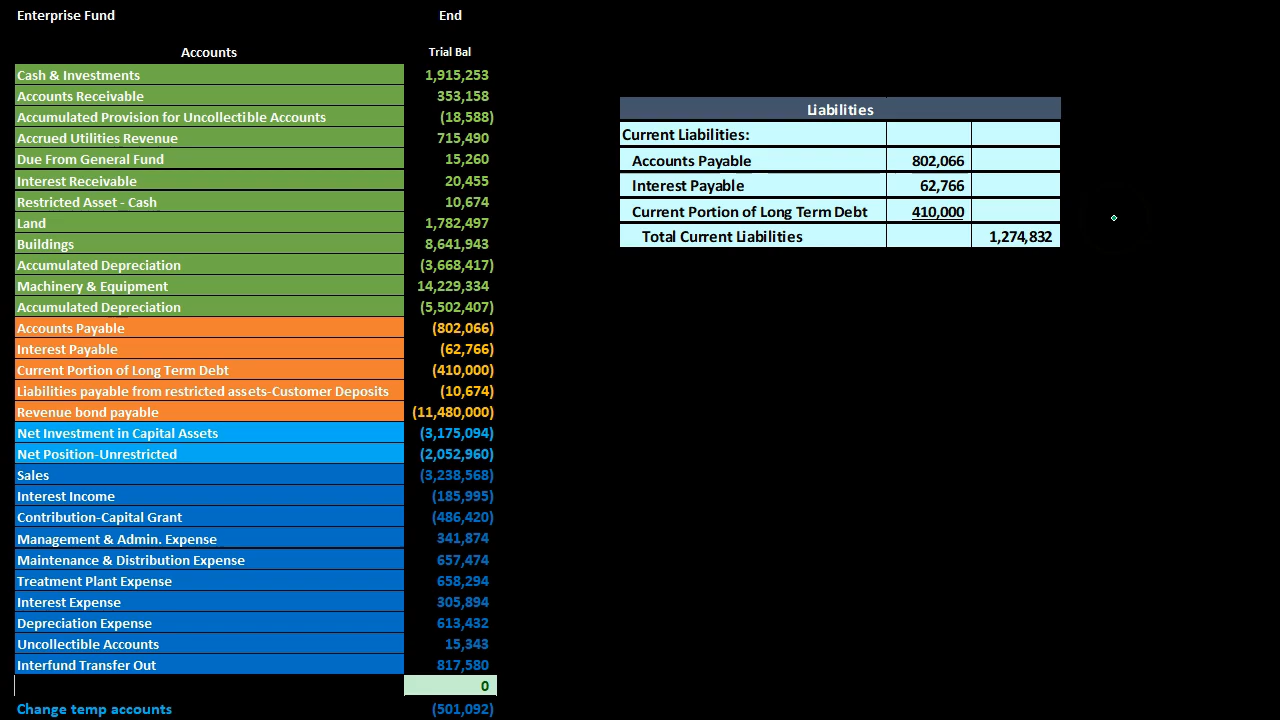 Enterprise Fund End
Accounts Trial Bal
Cash & Investments 1,915,253
Accounts Receivable 353,158
Accumulated Provision for Uncollectible Accounts (18,588)
Accrued Utilities Revenue 715,490
Due From General Fund 15,260
Interest Receivable 20,455
Restricted Asset - Cash 10,674
Land 1,782,497
Buildings 8,641,943
Accumulated Depreciation (3,668,417)
Machinery & Equipment 14,229,334
Accumulated Depreciation (5,502,407)
Accounts Payable (802,066)
Interest Payable (62,766)
Current Portion of Long Term Debt (410,000)
Liabilities payable from restricted assets-Customer Deposits (10,674)
Revenue bond payable (11,480,000)
Net Investment in Capital Assets (3,175,094)
Net Position-Unrestricted (2,052,960)
Sales (3,238,568)
Interest Income (185,995)
Contribution-Capital Grant (486,420)
Management & Admin. Expense 341,874
Maintenance & Distribution Expense 657,474
Treatment Plant Expense 658,294
Interest Expense 305,894
Depreciation Expense 613,432
Uncollectible Accounts 15,343
Interfund Transfer Out 817,580
0
Change temp accounts (501,092)
Liabilities
Current Liabilities:
Accounts Payable 802,066
Interest Payable 62,766
Current Portion of Long Term Debt 410,000
Total Current Liabilities 1,274,832